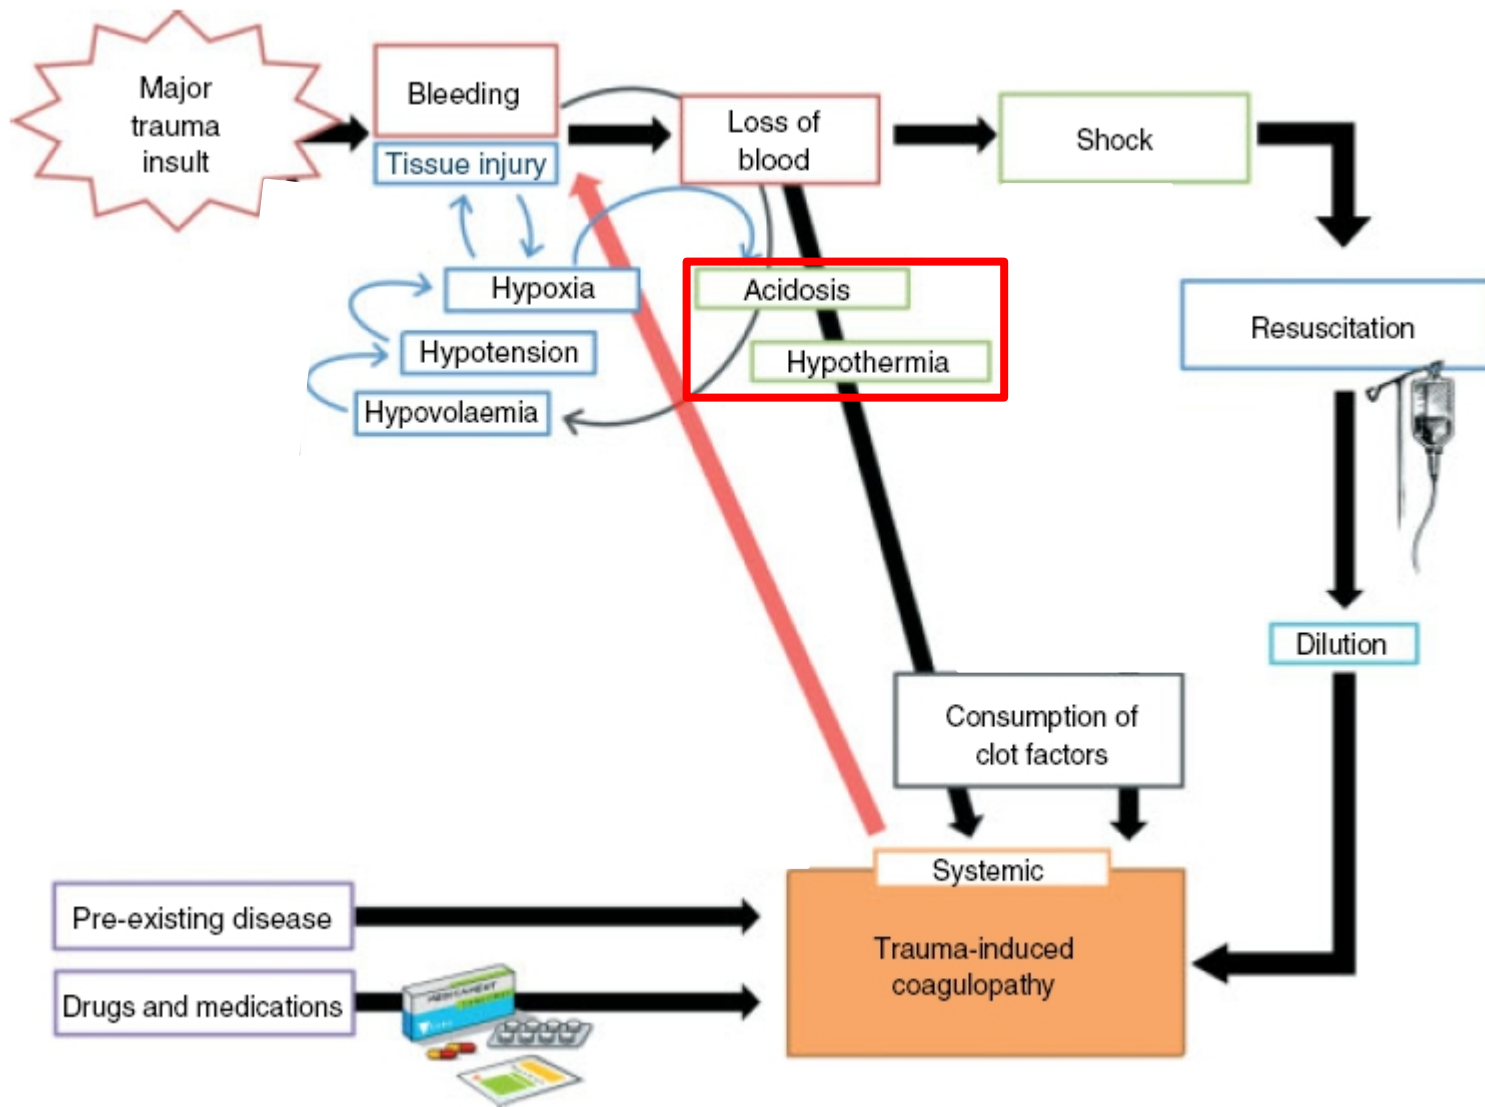 Major
trauma
insult
Bleeding
Tissue injury
Loss of
blood
Shock
Hypoxia
Acidosis
Hypotension
Hypothermia
Hypovolaemia
Resuscitation
Dilution
Consumption of
clot factors
Systemic
Trauma-induced
coagulopathy
Pre-existing disease
Drugs and medications
MEDICAMENT